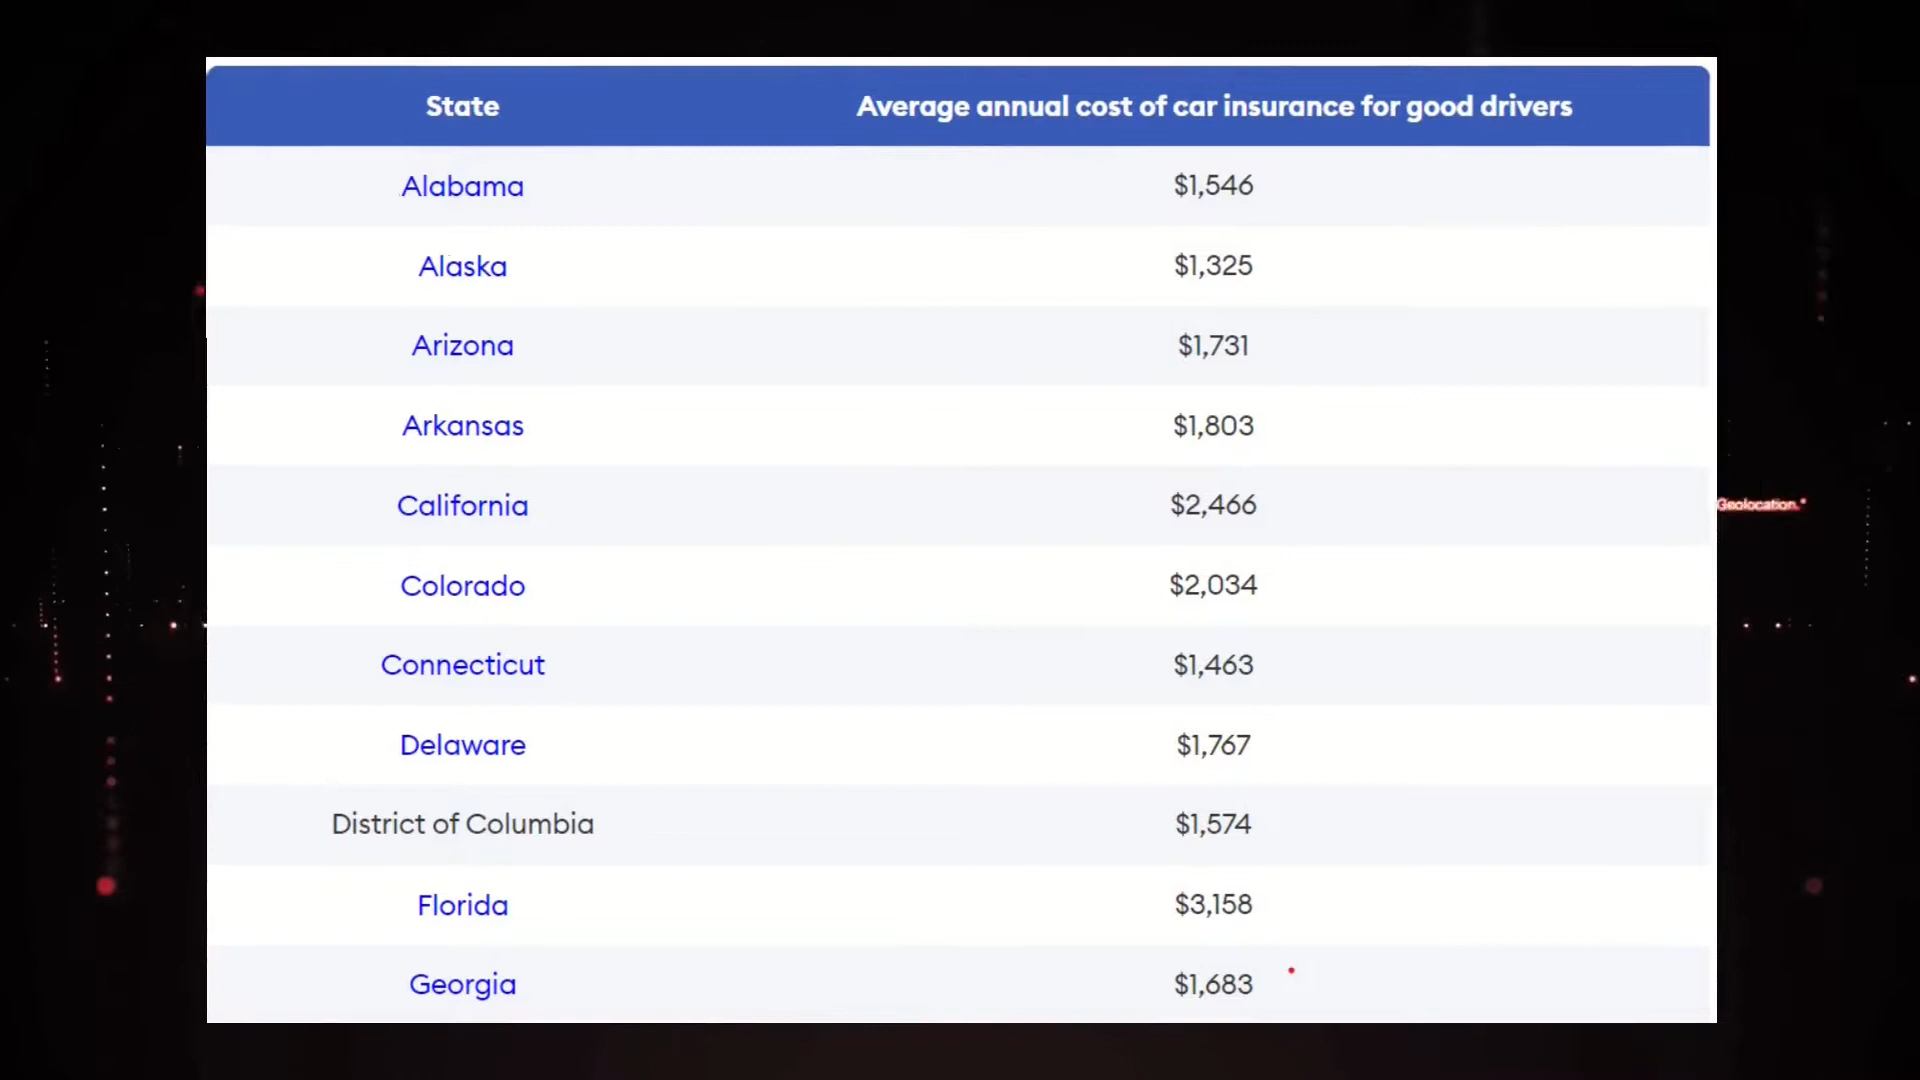 State Average annual cost of car insurance for good drivers
Alabama $1,546
Alaska $1,325
Arizona $1,731
Arkansas $1,803
California $2,466
Geolocation.
Colorado $2,034
Connecticut $1,463
Delaware $1,767
District of Columbia $1,574
Florida $3,158
Georgia $1,683